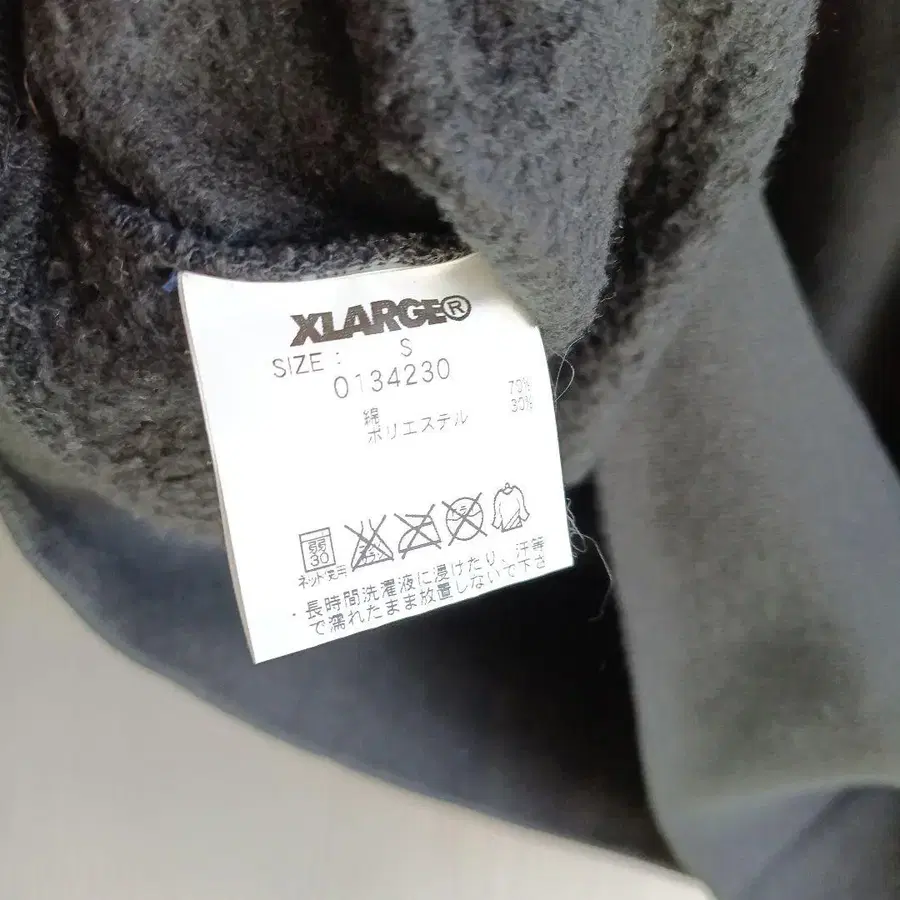 XLARGE®
SIZE : S
0134230
綿 70%
ポリエステル 30%
弱
30
ネット使用
・長時間洗濯液に浸けたり、汗等
で濡れたまま放置しないで下さ